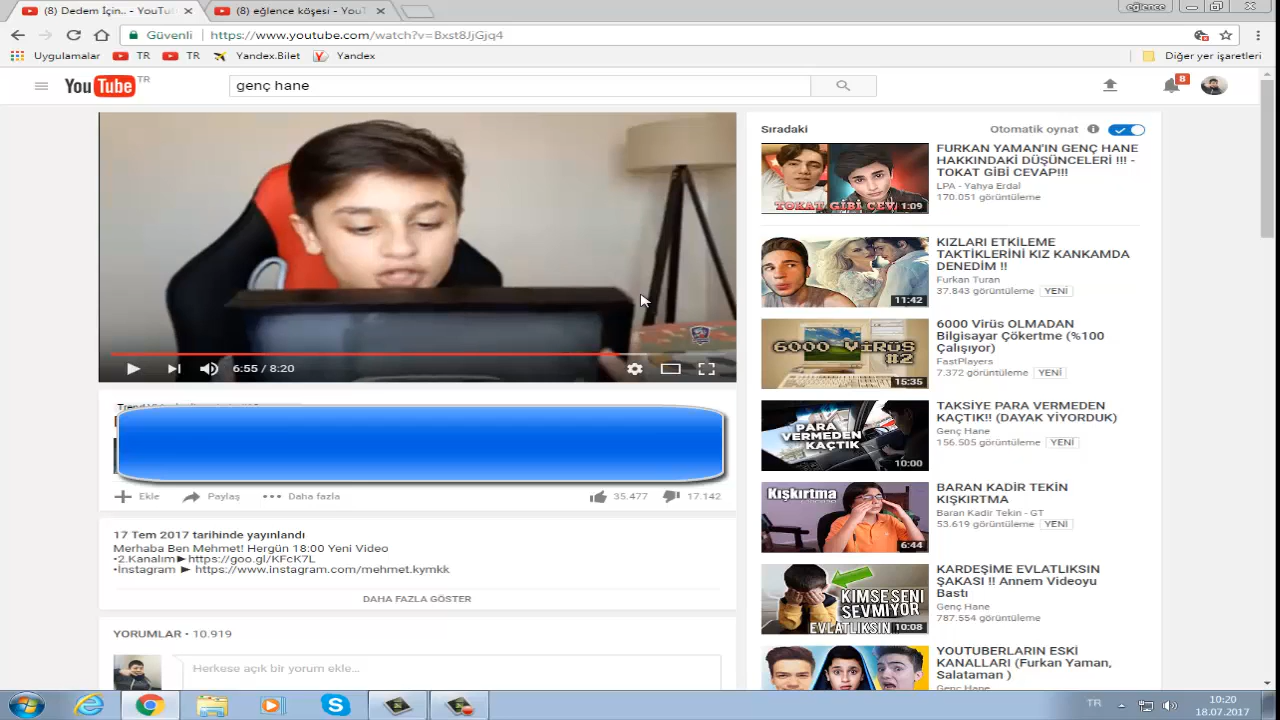 (8) Dedem İçin.. - YouTu
(8) eğlence köşesi - YouT
eğlence
Güvenli
https://www.youtube.com/watch?v=Bxst8JjGjq4
Uygulamalar
TR
TR
Yandex.Bilet
Yandex
Diğer yer işaretleri
YouTube TR
genç hane
8
6:55 / 8:20
Ekle
Paylaş
Daha fazla
35.477
17.142
17 Tem 2017 tarihinde yayınlandı
Merhaba Ben Mehmet! Hergün 18:00 Yeni Video
•2.Kanalım►https://goo.gl/KFcK7L
•İnstagram ► https://www.instagram.com/mehmet.kymkk
DAHA FAZLA GÖSTER
YORUMLAR • 10.919
Herkese açık bir yorum ekle...
Sıradaki
Otomatik oynat
TOKAT GİBİ CEV
1:09
FURKAN YAMAN'IN GENÇ HANE
HAKKINDAKİ DÜŞÜNCELERİ !!! -
TOKAT GİBİ CEVAP!!!
LPA - Yahya Erdal
170.051 görüntüleme
11:42
KIZLARI ETKİLEME
TAKTİKLERİNİ KIZ KANKAMDA
DENEDİM !!
Furkan Turan
37.843 görüntüleme YENİ
6000 VİRÜS
#2
15:35
6000 Virüs OLMADAN
Bilgisayar Çökertme (%100
Çalışıyor)
FastPlayers
7.372 görüntüleme YENİ
PARA
VERMEDEN
KAÇTIK
10:00
TAKSİYE PARA VERMEDEN
KAÇTIK!! (DAYAK YİYORDUK)
Genç Hane
156.505 görüntüleme YENİ
Kışkırtma
6:44
BARAN KADİR TEKİN
KIŞKIRTMA
Baran Kadir Tekin - GT
53.619 görüntüleme YENİ
KİMSE SENİ
SEVMİYOR
EVLATLIKSIN
10:08
KARDEŞİME EVLATLIKSIN
ŞAKASI !! Annem Videoyu
Bastı
Genç Hane
787.554 görüntüleme
YOUTUBERLARIN ESKİ
KANALLARI (Furkan Yaman,
Salataman )
Genç Hane
TR
10:20
18.07.2017